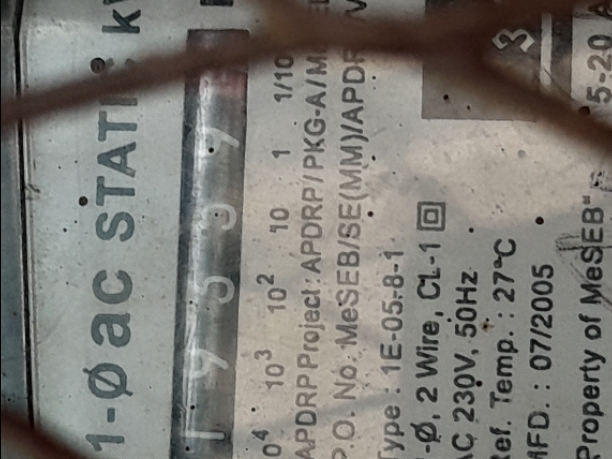 1-Ø ac STATI
10⁴ 10³ 10² 10 1 1/10
APDRP Project : APDRP/PKG-A/M
P.O. No. MeSEB/SE(MM)/APDR
Type : 1E-05-8-1
1-Ø, 2 Wire, CL-1
AC 230V, 50Hz
Ref. Temp. : 27°C
MFD. : 07/2005
5-20
Property of MeSEB"